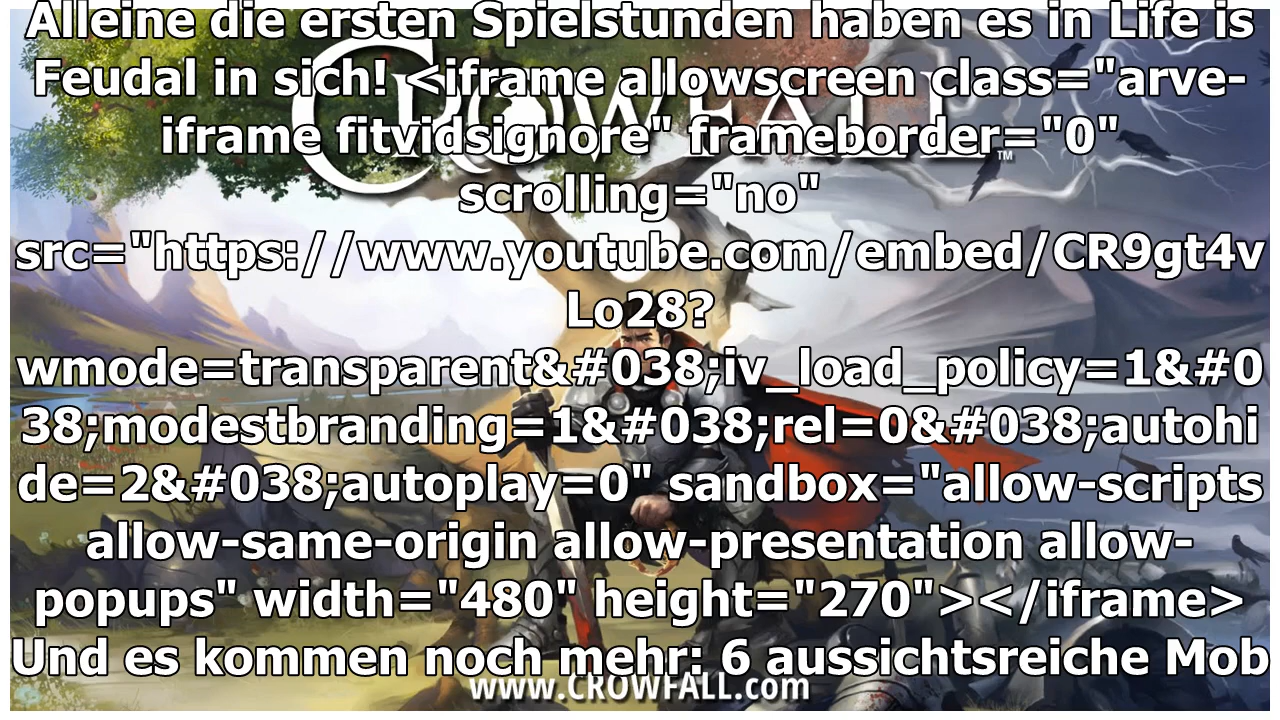 Alleine die ersten Spielstunden haben es in Life is
Feudal in sich! <iframe allowscreen class="arve-
iframe fitvidsignore" frameborder="0"
scrolling="no"
src="https://www.youtube.com/embed/CR9gt4v
Lo28?
wmode=transparent&#038;iv_load_policy=1&#0
38;modestbranding=1&#038;rel=0&#038;autohi
de=2&#038;autoplay=0" sandbox="allow-scripts
allow-same-origin allow-presentation allow-
popups" width="480" height="270"></iframe>
Und es kommen noch mehr: 6 aussichtsreiche Mob
CROWFALL™
www.CROWFALL.com